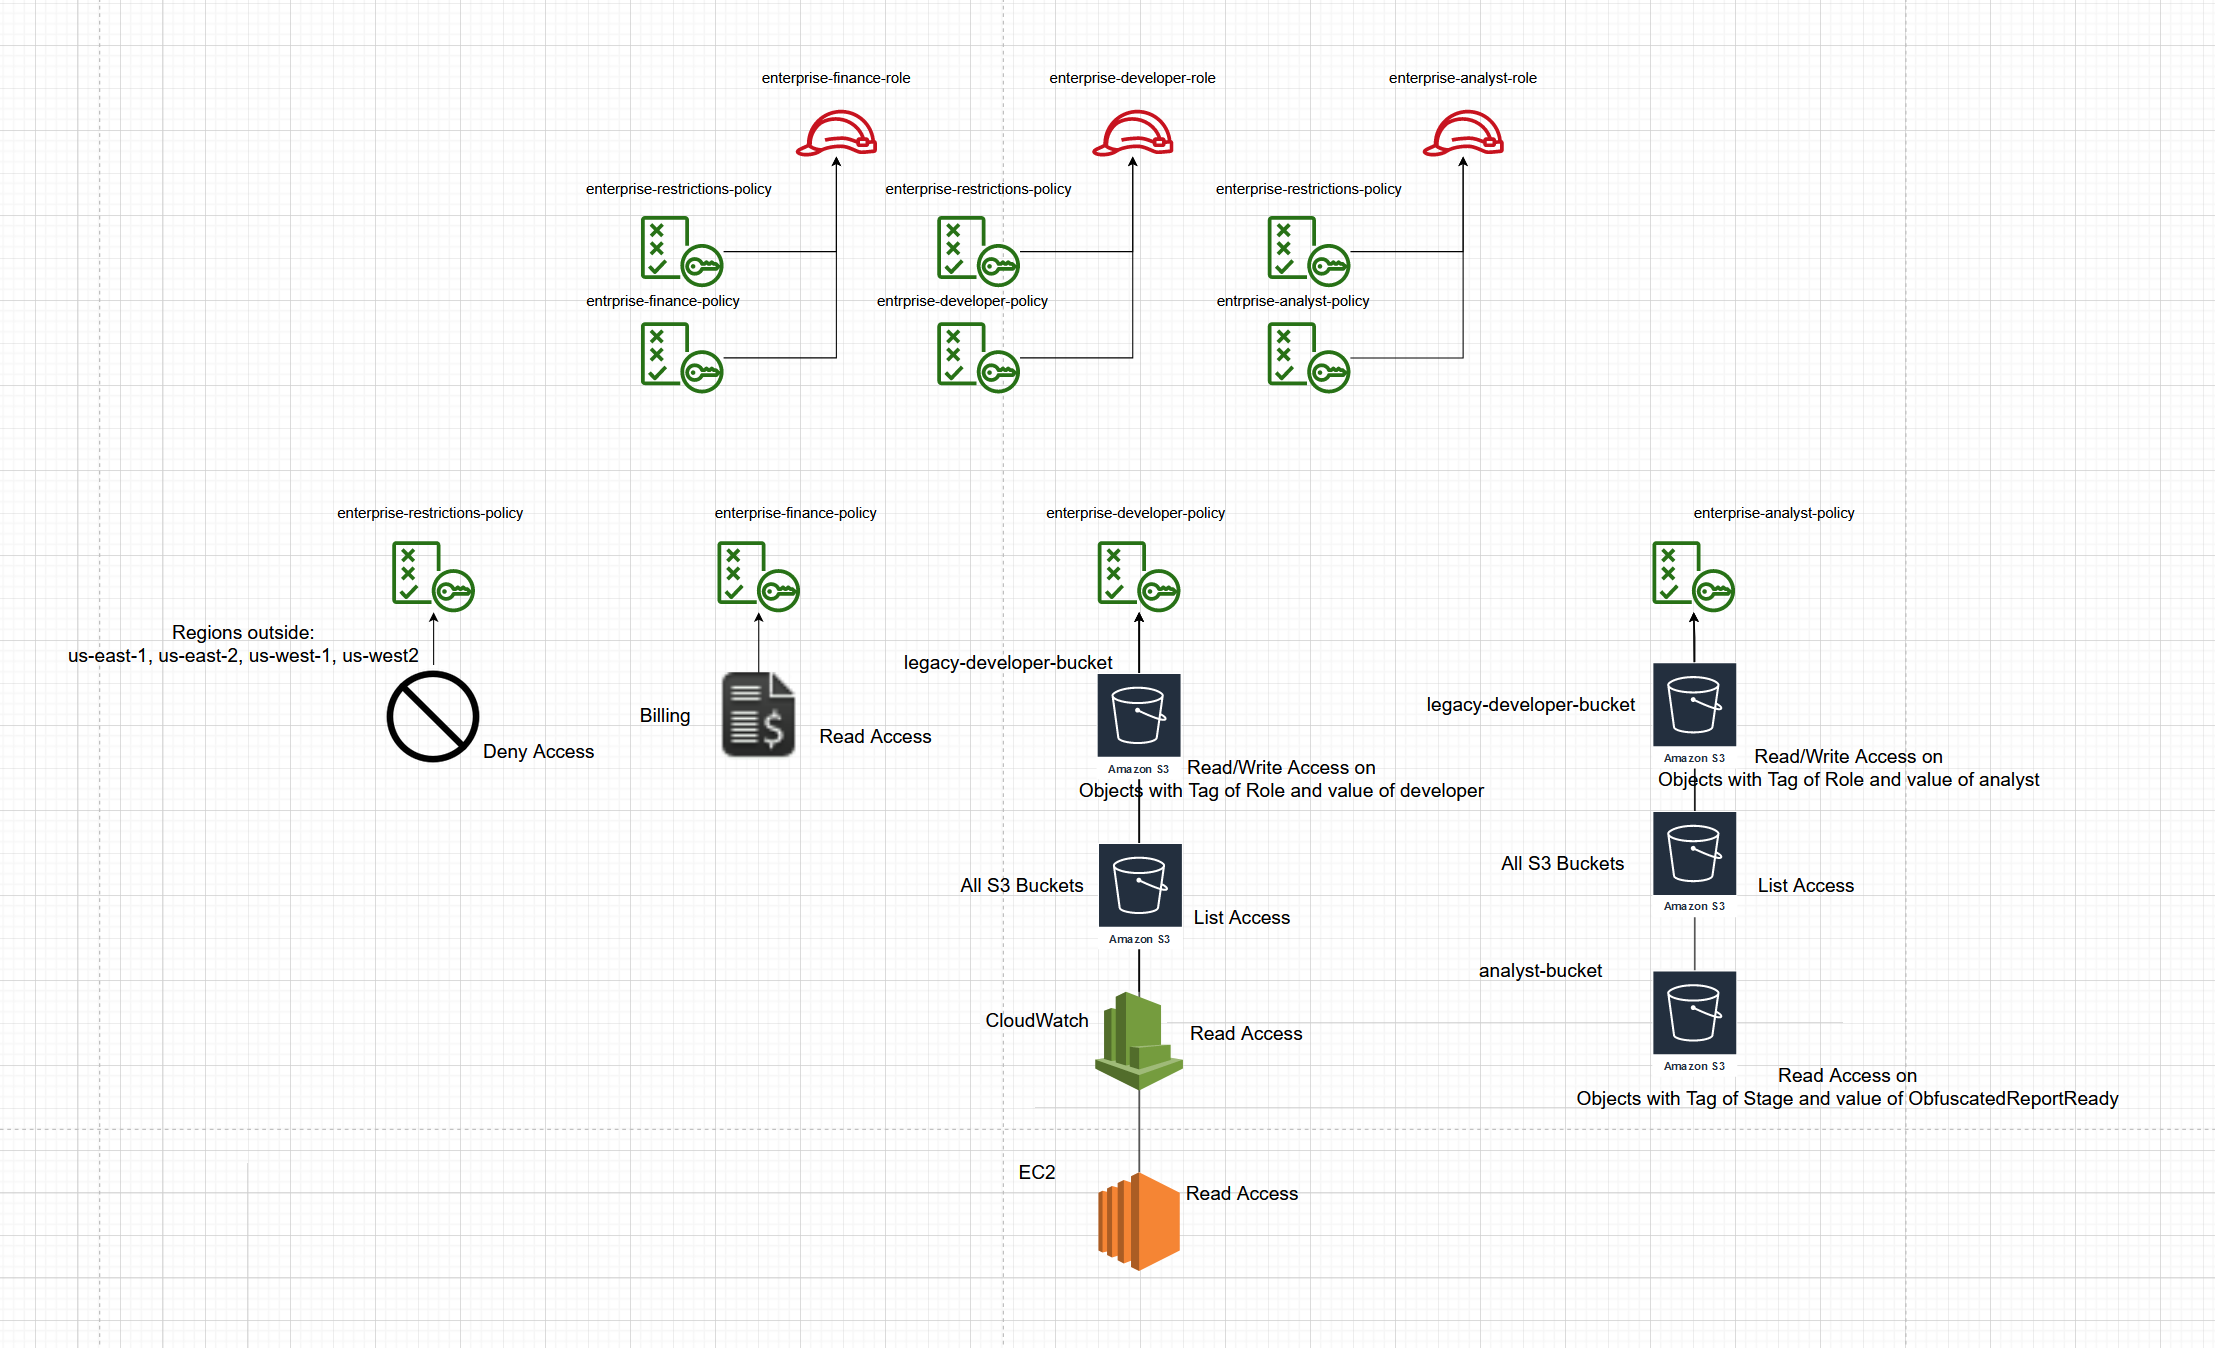 enterprise-finance-role
enterprise-developer-role
enterprise-analyst-role
enterprise-restrictions-policy
enterprise-restrictions-policy
enterprise-restrictions-policy
entrprise-finance-policy
entrprise-developer-policy
entrprise-analyst-policy
enterprise-restrictions-policy
enterprise-finance-policy
enterprise-developer-policy
enterprise-analyst-policy
Regions outside:
us-east-1, us-east-2, us-west-1, us-west2
Deny Access
Billing
Read Access
legacy-developer-bucket
Amazon S3
Read/Write Access on
Objects with Tag of Role and value of developer
All S3 Buckets
List Access
Amazon S3
CloudWatch
Read Access
EC2
Read Access
legacy-developer-bucket
Amazon S3
Read/Write Access on
Objects with Tag of Role and value of analyst
All S3 Buckets
List Access
Amazon S3
analyst-bucket
Amazon S3
Read Access on
Objects with Tag of Stage and value of ObfuscatedReportReady